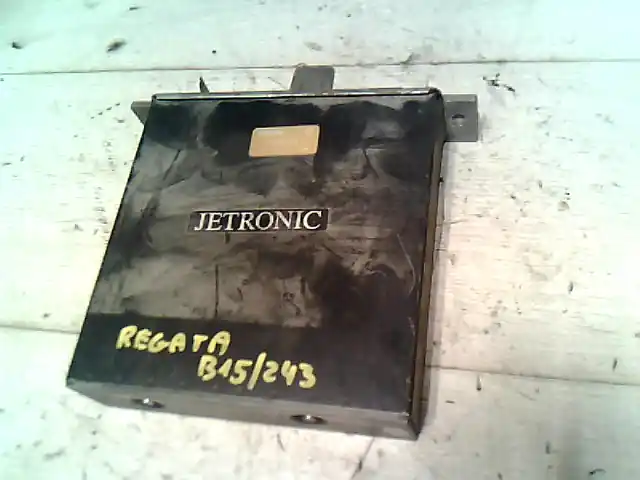 JETRONIC
REGATA
B15/243